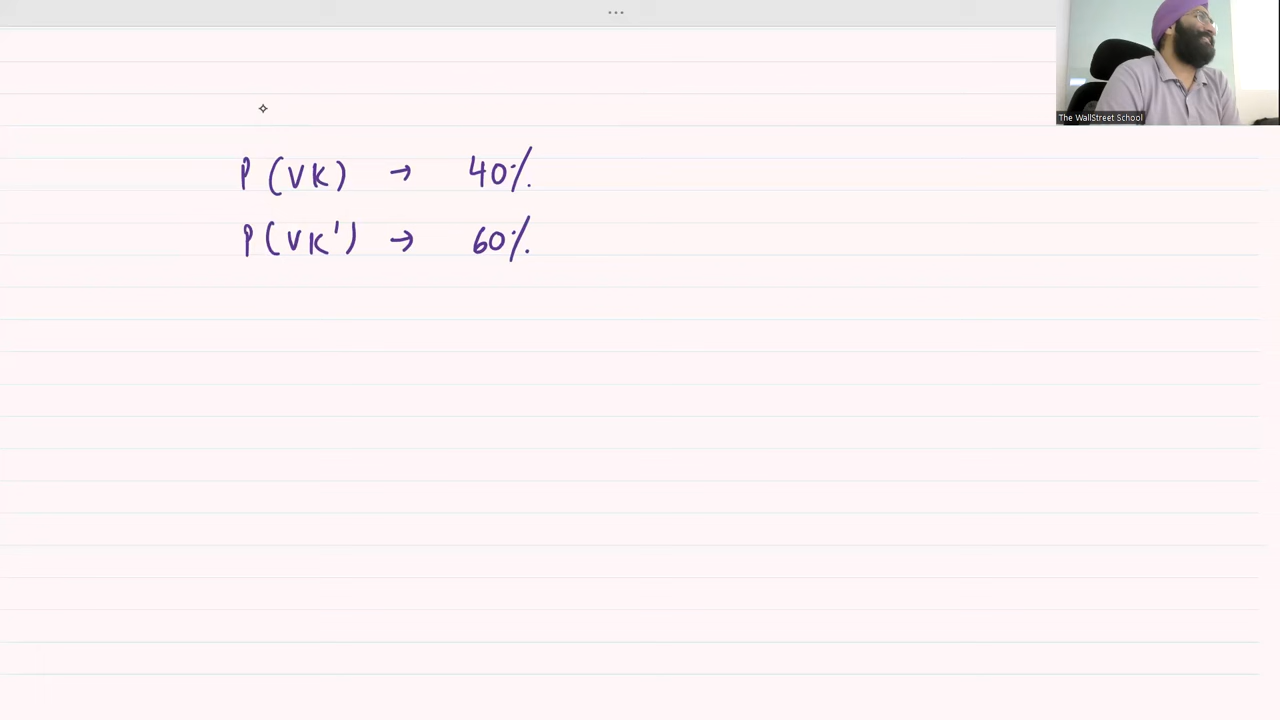 The WallStreet School
P (VK) → 40%
P (VK') → 60%